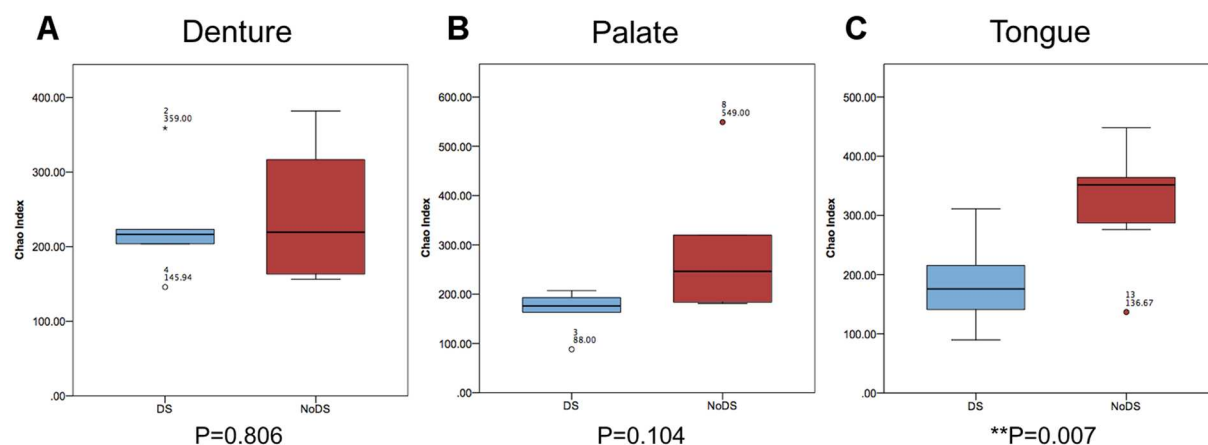 A Denture
Chao Index
400.00
300.00
200.00
100.00
.00
2
359.00
*
4
145.94
DS
NoDS
P=0.806
B Palate
Chao Index
600.00
500.00
400.00
300.00
200.00
100.00
.00
8
549.00
3
88.00
DS
NoDS
P=0.104
C Tongue
Chao Index
500.00
400.00
300.00
200.00
100.00
.00
13
136.67
DS
NoDS
**P=0.007